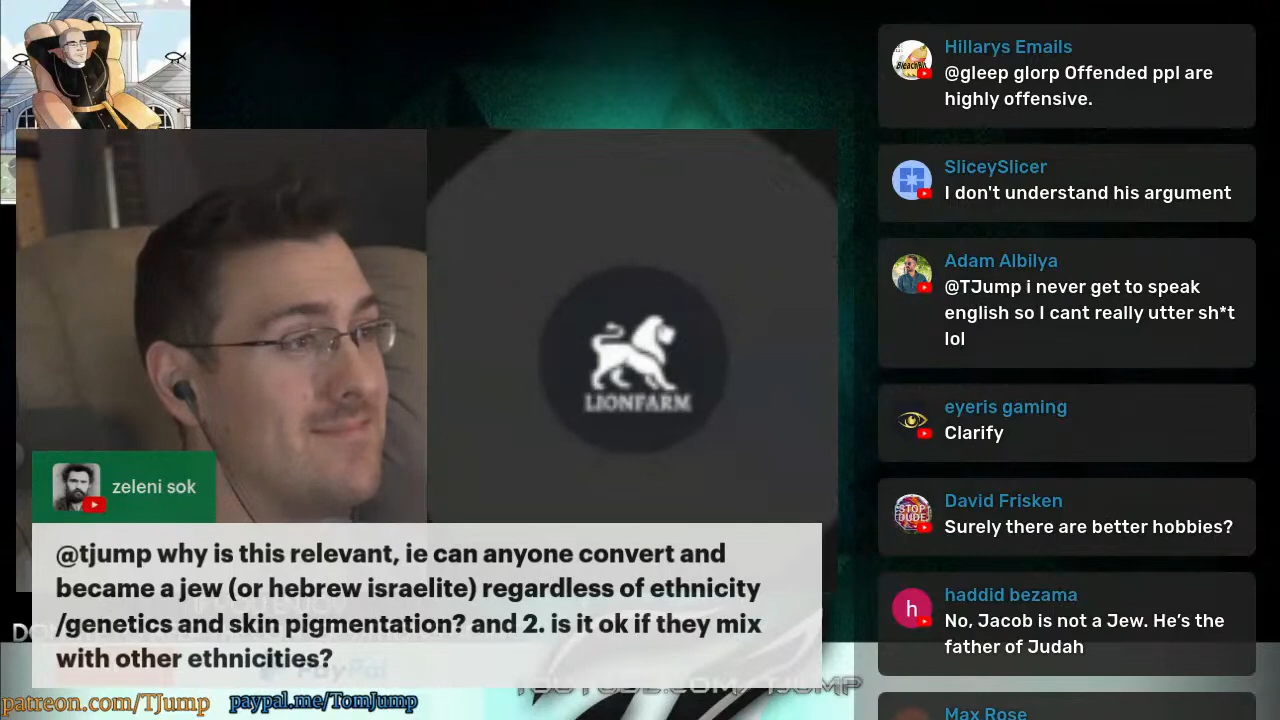 Hillarys Emails
@gleep glorp Offended ppl are
highly offensive.
SliceySlicer
I don't understand his argument
Adam Albilya
@TJump i never get to speak
english so I cant really utter sh*t
lol
eyeris gaming
Clarify
David Frisken
Surely there are better hobbies?
haddid bezama
No, Jacob is not a Jew. He's the
father of Judah
Max Rose
LIONFARM
zeleni sok
@tjump why is this relevant, ie can anyone convert and
became a jew (or hebrew israelite) regardless of ethnicity
/genetics and skin pigmentation? and 2. is it ok if they mix
with other ethnicities?
PayPal
YOUTUBE.COM/TJUMP
patreon.com/TJump
paypal.me/TomJump